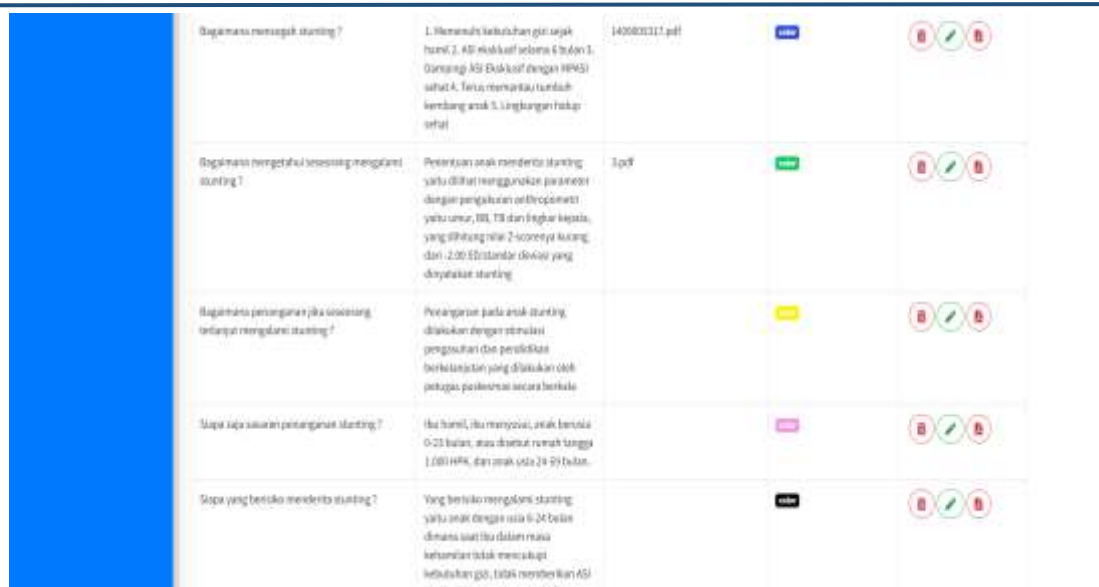 Bagaimana mencegah stunting ?
1. Memenuhi kebutuhan gizi sejak
hamil 2. ASI eksklusif selama 6 bulan 3.
Dampingi ASI Eksklusif dengan MPASI
sehat 4. Terus memantau tumbuh
kembang anak 5. Lingkungan hidup
sehat
1400805317.pdf
color
Bagaimana mengetahui seseorang mengalami
stunting ?
Penentuan anak menderita stunting
yaitu dilihat menggunakan parameter
dengan pengukuran anthropometri
yaitu umur, BB, TB dan lingkar kepala,
yang dihitung nilai Z-scorenya kurang
dari -2.00 SD/standar deviasi yang
dinyatakan stunting
3.pdf
color
Bagaimana penanganan jika seseorang
terlanjut mengalami stunting ?
Penanganan pada anak stunting
dilakukan dengan stimulasi
pengasuhan dan pendidikan
berkelanjutan yang dilakukan oleh
petugas puskesmas secara berkala
color
Siapa saja sasaran penanganan stunting ?
Ibu hamil, ibu menyusui, anak berusia
0-23 bulan, atau disebut rumah tangga
1.000 HPK, dan anak usia 24-59 bulan.
color
Siapa yang berisiko menderita stunting ?
Yang berisiko mengalami stunting
yaitu anak dengan usia 6-24 bulan
dimana saat ibu dalam masa
kehamilan tidak mencukupi
kebutuhan gizi, tidak memberikan ASI
color